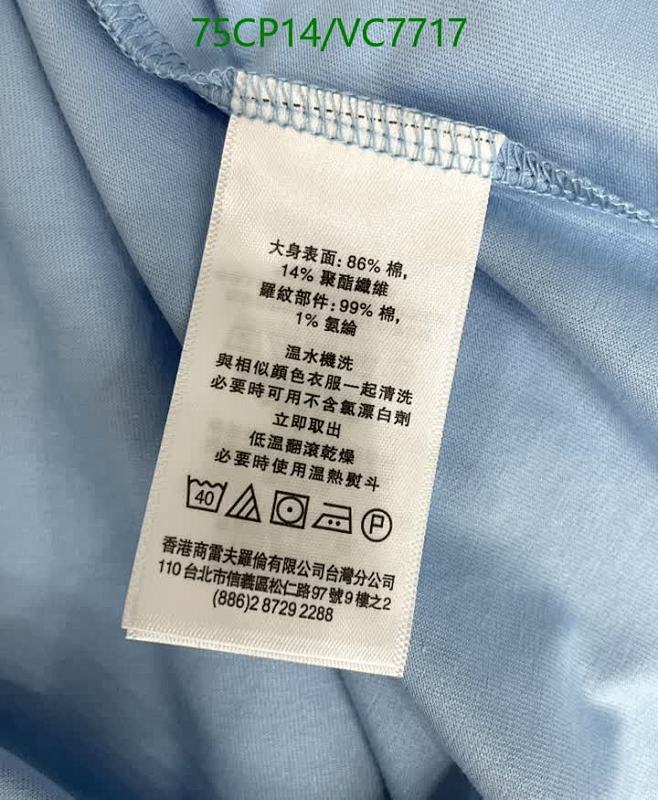 75CP14/VC7717
大身表面: 86% 棉,
14% 聚酯纖維
羅紋部件: 99% 棉,
1% 氨綸
溫水機洗
與相似顏色衣服一起清洗
必要時可用不含氯漂白劑
立即取出
低溫翻滾乾燥
必要時使用溫熱熨斗
40 P
香港商雷夫羅倫有限公司台灣分公司
110 台北市信義區松仁路97號9樓之2
(886)2 8729 2288